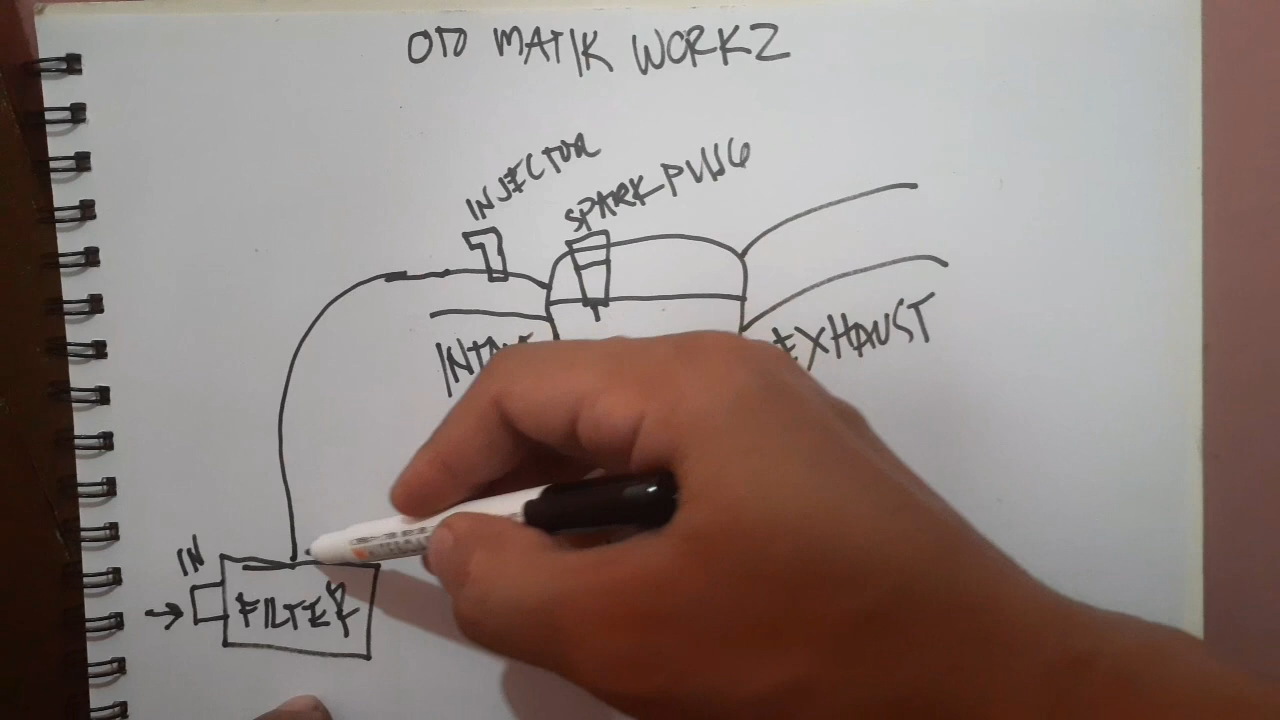 OTO MATIK WORKZ
INJECTOR
SPARK PLUG
EXHAUST
IN
→ FILTER